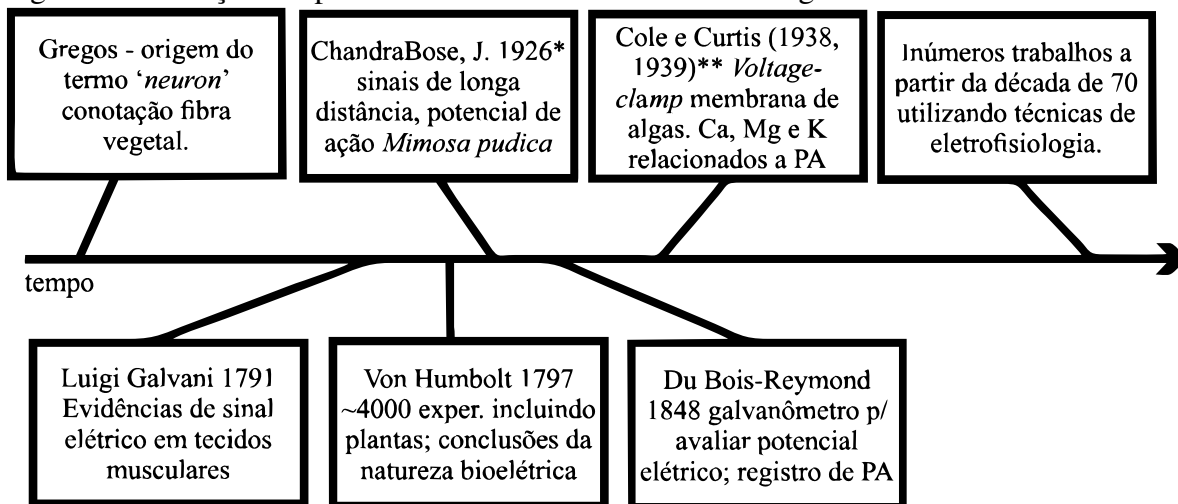 Gregos - origem do
termo ‘neuron’
conotação fibra
vegetal.
ChandraBose, J. 1926*
sinais de longa
distância, potencial de
ação Mimosa pudica
Cole e Curtis (1938,
1939)** Voltage-
clamp membrana de
algas. Ca, Mg e K
relacionados a PA
Inúmeros trabalhos a
partir da década de 70
utilizando técnicas de
eletrofisiologia.
tempo
Luigi Galvani 1791
Evidências de sinal
elétrico em tecidos
musculares
Von Humbolt 1797
~4000 exper. incluindo
plantas; conclusões da
natureza bioelétrica
Du Bois-Reymond
1848 galvanômetro p/
avaliar potencial
elétrico; registro de PA